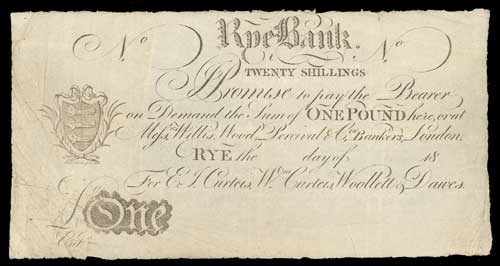 No Rye Bank. No
TWENTY SHILLINGS
I Promise to pay the Bearer
on Demand the Sum of ONE POUND here, or at
Messrs. Willis, Wood, Percival & Co. Bankers, London.
RYE the day of 18
For E. I. Curteis, Wm. Curteis, Woollett & Dawes.
£ One
Entd.